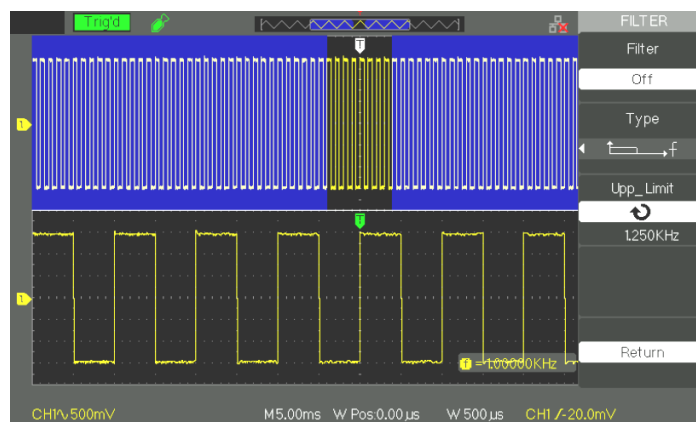 Trig'd
FILTER
T
Filter
Off
Type
f
1
Upp_Limit
1.250KHz
T
1
Return
f =1.00000KHz
CH1∿500mV M5.00ms W Pos:0.00µs W 500µs CH1 /-20.0mV